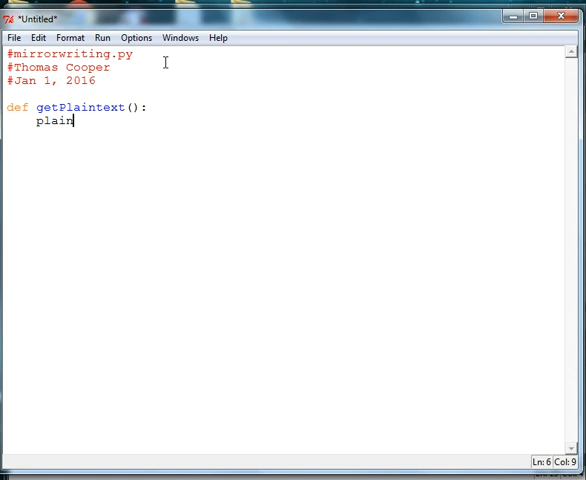 *Untitled*
File Edit Format Run Options Windows Help
#mirrorwriting.py
#Thomas Cooper
#Jan 1, 2016
def getPlaintext():
plain
Ln: 6 Col: 9